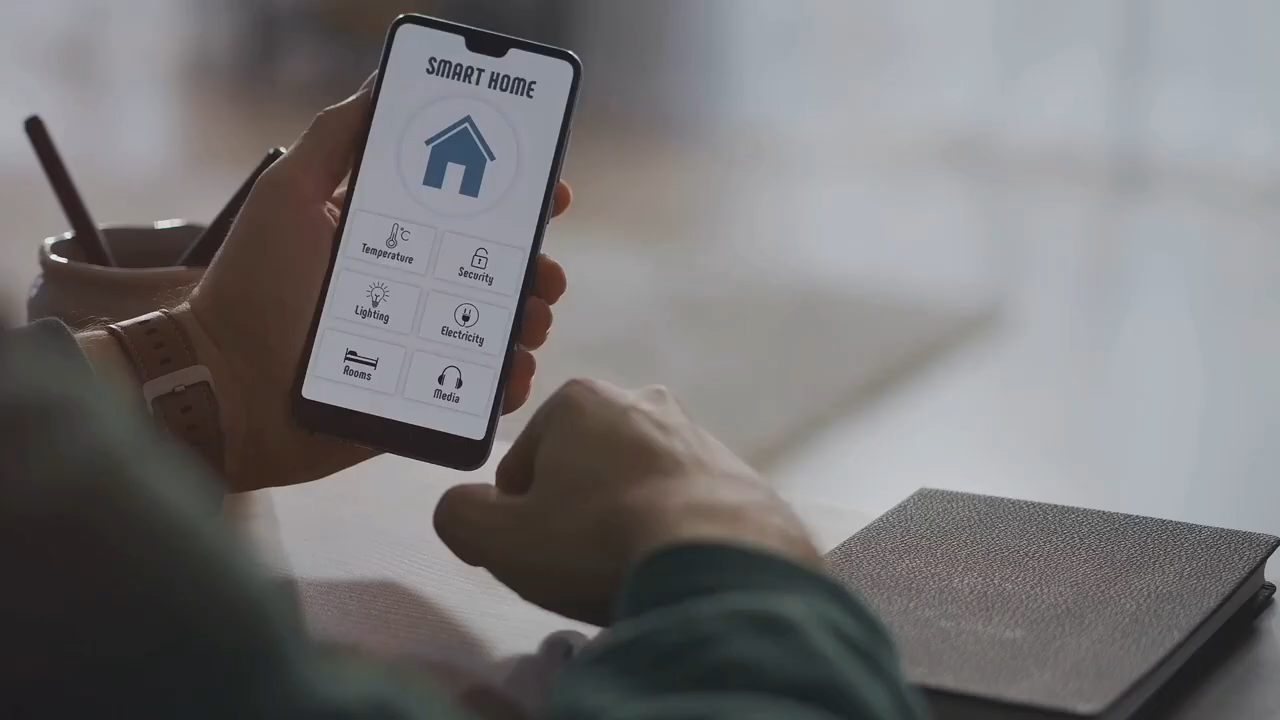 SMART HOME
°C
Temperature
Security
Lighting
Electricity
Rooms
Media